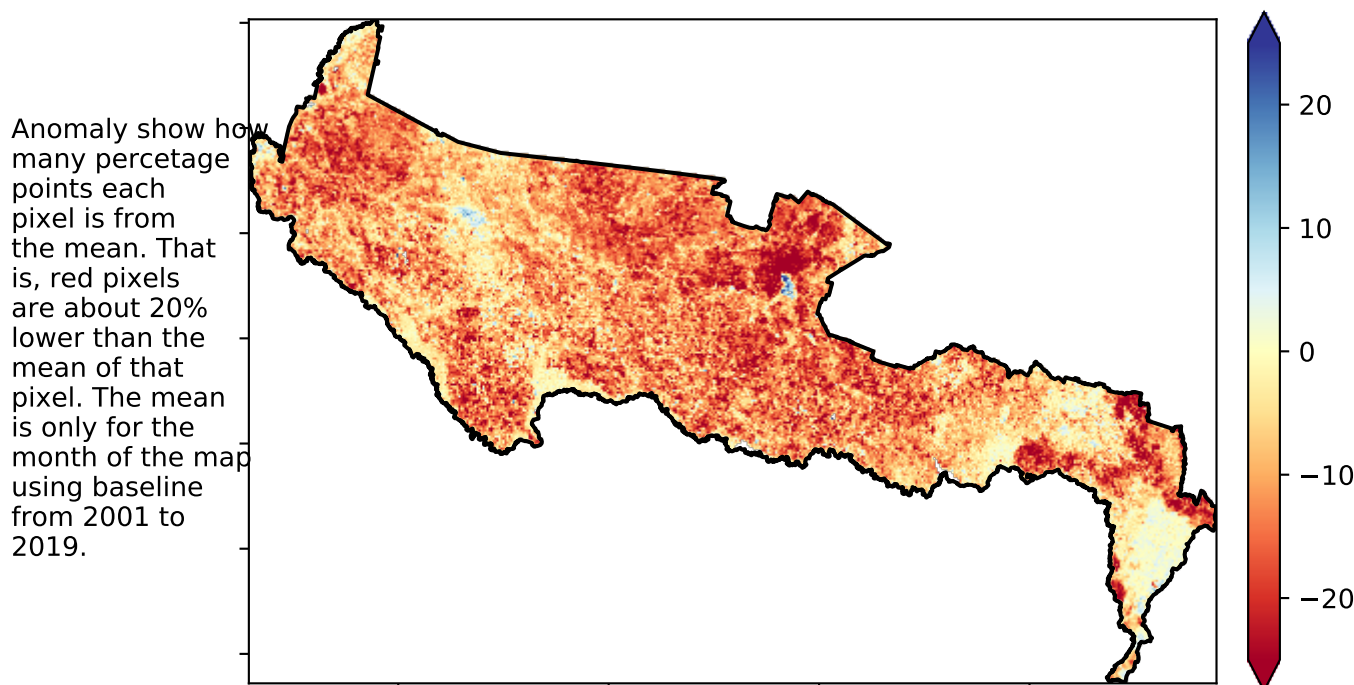 Anomaly show how
many percetage
points each
pixel is from
the mean. That
is, red pixels
are about 20%
lower than the
mean of that
pixel. The mean
is only for the
month of the map
using baseline
from 2001 to
2019.
20
10
0
−10
−20